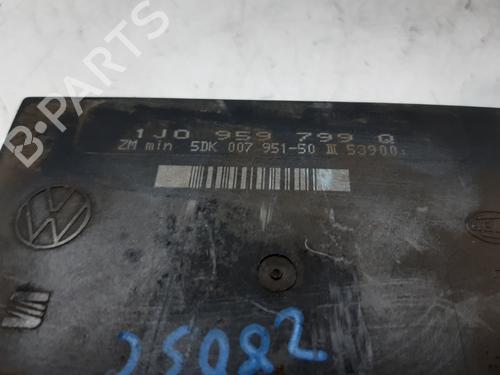 B-PARTS
1J0 959 799 Q
ZM min 5DK 007 951-50 III 53900
25082